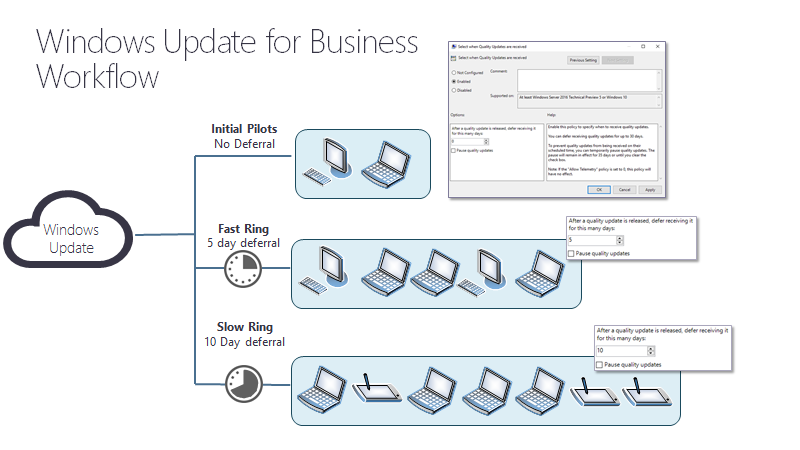 Windows Update for Business
Workflow
Select when Quality Updates are received
Select when Quality Updates are received
Previous Setting
Not Configured
Comment:
Enabled
Disabled
Supported on:
At least Windows Server 2016 Technical Preview 5 or Windows 10
Options:
Help:
After a quality update is released, defer receiving it
for this many days:
Pause quality updates
Enable this policy to specify when to receive quality updates.
You can defer receiving quality updates for up to 30 days.
To prevent quality updates from being received on their
scheduled time, you can temporarily pause quality updates. The
pause will remain in effect for 35 days or until you clear the
check box.
Note: If the "Allow Telemetry" policy is set to 0, this policy will
have no effect.
OK
Cancel
Apply
Initial Pilots
No Deferral
Windows
Update
Fast Ring
5 day deferral
After a quality update is released, defer receiving it
for this many days:
5
Pause quality updates
Slow Ring
10 Day deferral
After a quality update is released, defer receiving it
for this many days:
10
Pause quality updates